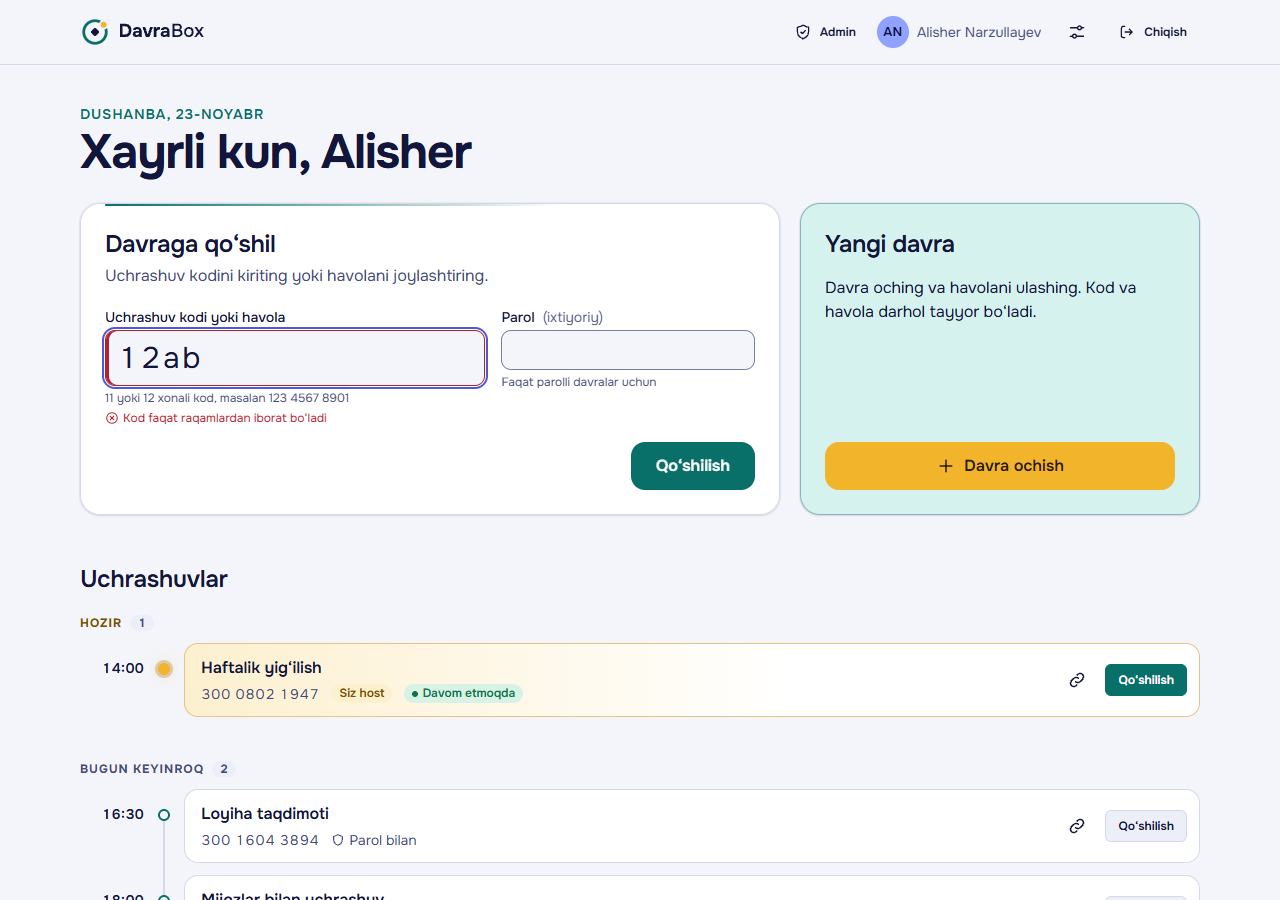 DavraBox
Admin
AN
Alisher Narzullayev
Chiqish
DUSHANBA, 23-NOYABR
Xayrli kun, Alisher
Davraga qo‘shil
Uchrashuv kodini kiriting yoki havolani joylashtiring.
Uchrashuv kodi yoki havola
12ab
11 yoki 12 xonali kod, masalan 123 4567 8901
Kod faqat raqamlardan iborat bo‘ladi
Parol (ixtiyoriy)
Faqat parolli davralar uchun
Qo‘shilish
Yangi davra
Davra oching va havolani ulashing. Kod va
havola darhol tayyor bo‘ladi.
Davra ochish
Uchrashuvlar
HOZIR 1
14:00
Haftalik yig‘ilish
300 0802 1947 Siz host Davom etmoqda
Qo‘shilish
BUGUN KEYINROQ 2
16:30
Loyiha taqdimoti
300 1604 3894 Parol bilan
Qo‘shilish
18:00
Mijozlar bilan uchrashuv